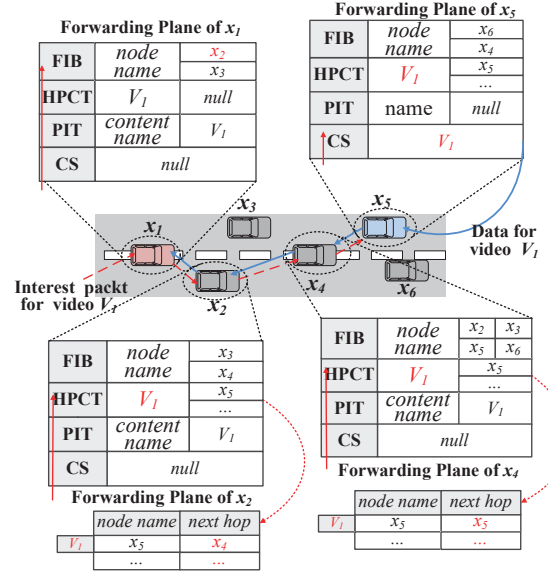 Forwarding Plane of x1
FIB node name x2
x3
HPCT V1 null
PIT content name V1
CS null
Forwarding Plane of x5
FIB node name x6
x4
HPCT V1 x5
...
PIT name null
CS V1
x3
x5
x1
x4
x2
x6
Interest packt
for video V1
Data for
video V1
FIB node name x3
x4
HPCT V1 x5
...
PIT content name V1
CS null
Forwarding Plane of x2
node name next hop
V1 x5 x4
... ...
FIB node name x2 x3
x5 x6
HPCT V1 x5
...
PIT content name V1
CS null
Forwarding Plane of x4
node name next hop
V1 x5 x5
... ...